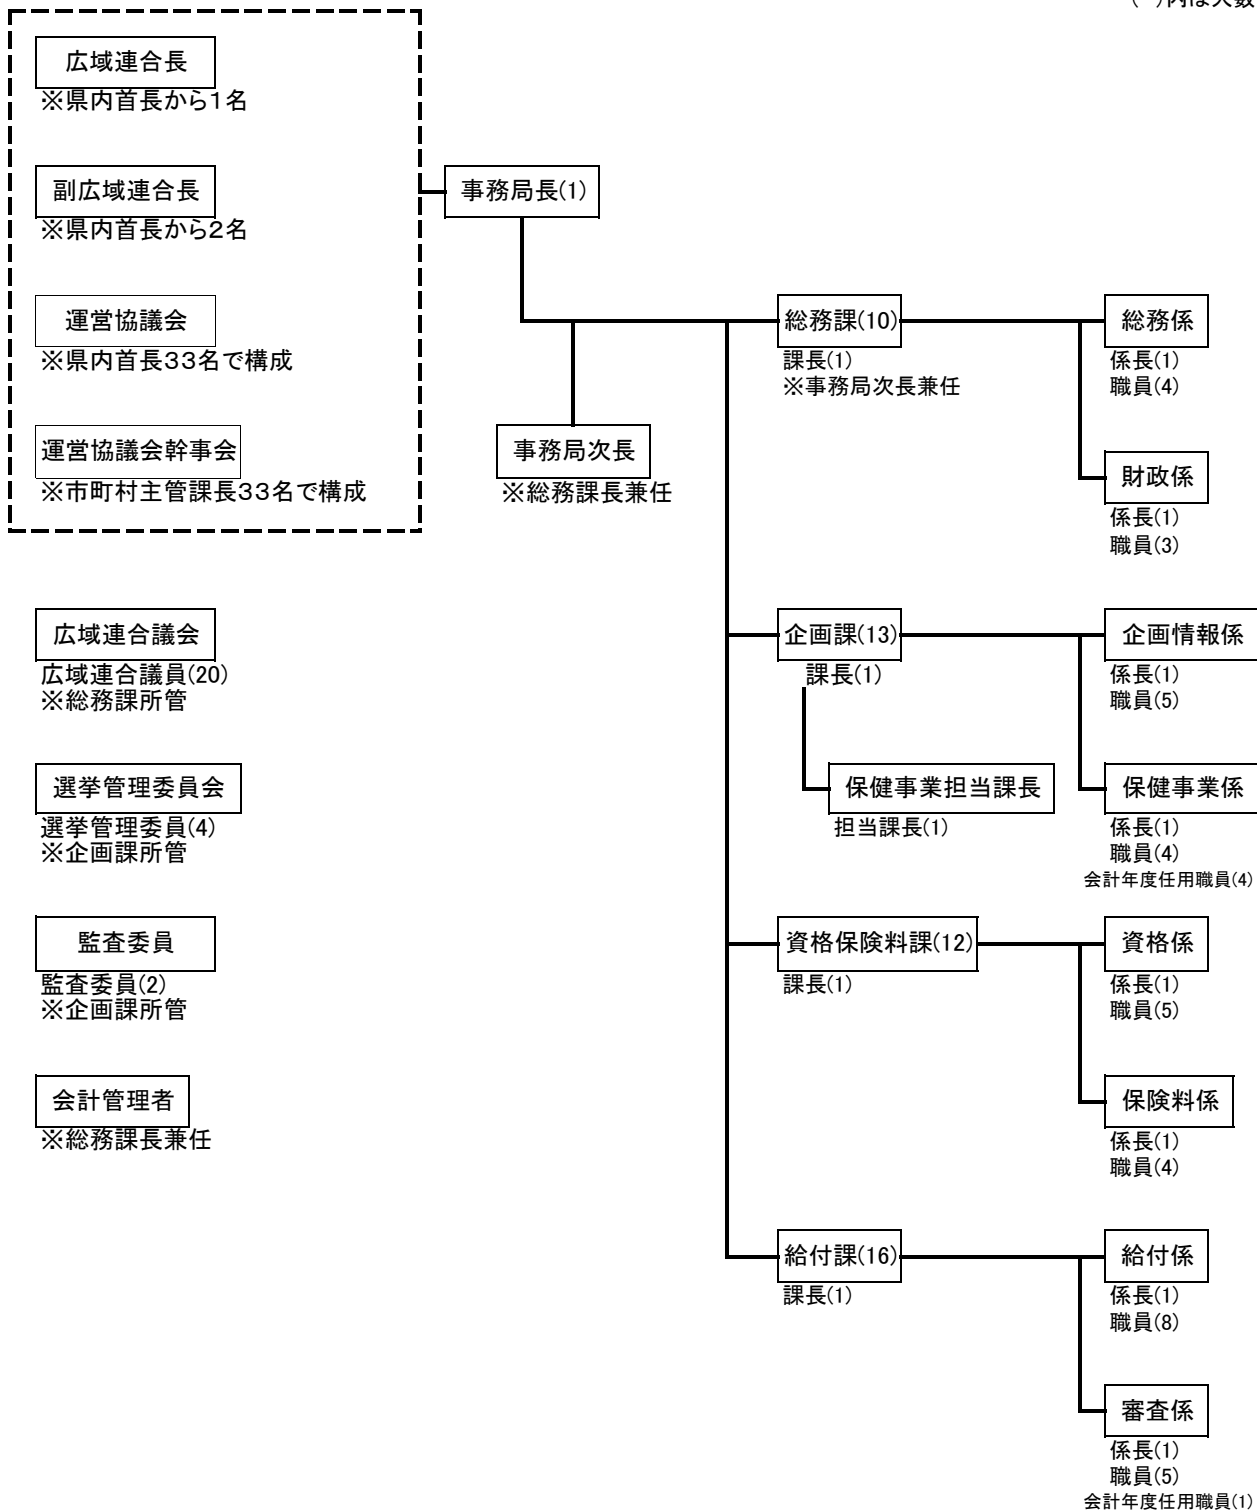 広域連合長
※県内首長から1名
副広域連合長
※県内首長から2名
運営協議会
※県内首長33名で構成
運営協議会幹事会
※市町村主管課長33名で構成
事務局長(1)
事務局次長
※総務課長兼任
総務課(10)
課長(1)
※事務局次長兼任
総務係
係長(1)
職員(4)
財政係
係長(1)
職員(3)
広域連合議会
広域連合議員(20)
※総務課所管
選挙管理委員会
選挙管理委員(4)
※企画課所管
監査委員
監査委員(2)
※企画課所管
会計管理者
※総務課長兼任
企画課(13)
課長(1)
保健事業担当課長
担当課長(1)
企画情報係
係長(1)
職員(5)
保健事業係
係長(1)
職員(4)
会計年度任用職員(4)
資格保険料課(12)
課長(1)
資格係
係長(1)
職員(5)
保険料係
係長(1)
職員(4)
給付課(16)
課長(1)
給付係
係長(1)
職員(8)
審査係
係長(1)
職員(5)
会計年度任用職員(1)